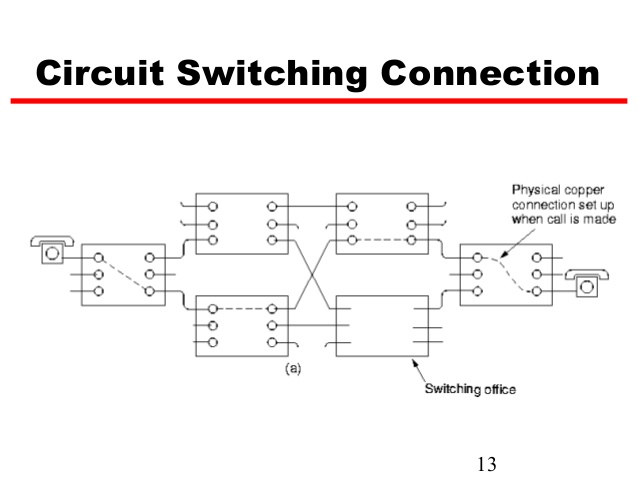 Circuit Switching Connection
Physical copper
connection set up
when call is made
(a)
Switching office
13